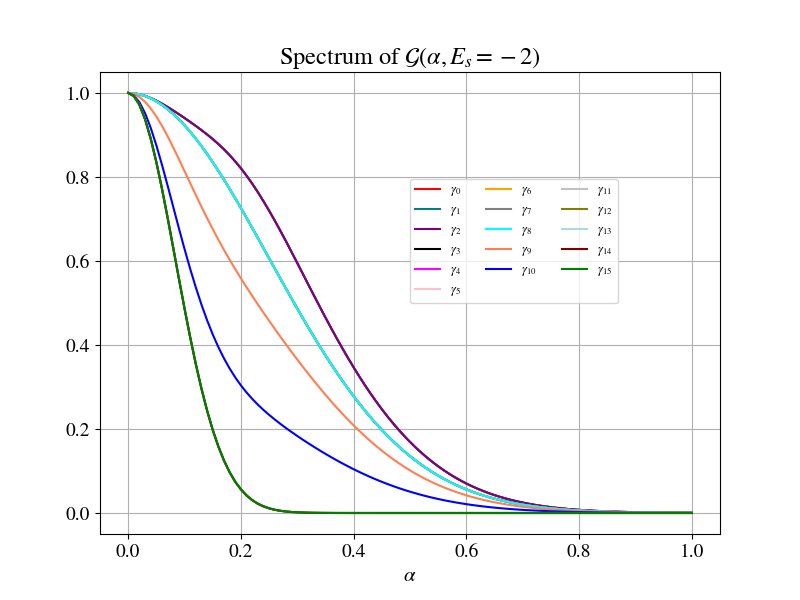 Spectrum of 𝒢(α, E_s = −2)
1.0
0.8
0.6
0.4
0.2
0.0
γ₀ γ₆ γ₁₁
γ₁ γ₇ γ₁₂
γ₂ γ₈ γ₁₃
γ₃ γ₉ γ₁₄
γ₄ γ₁₀ γ₁₅
γ₅
0.0 0.2 0.4 0.6 0.8 1.0
α